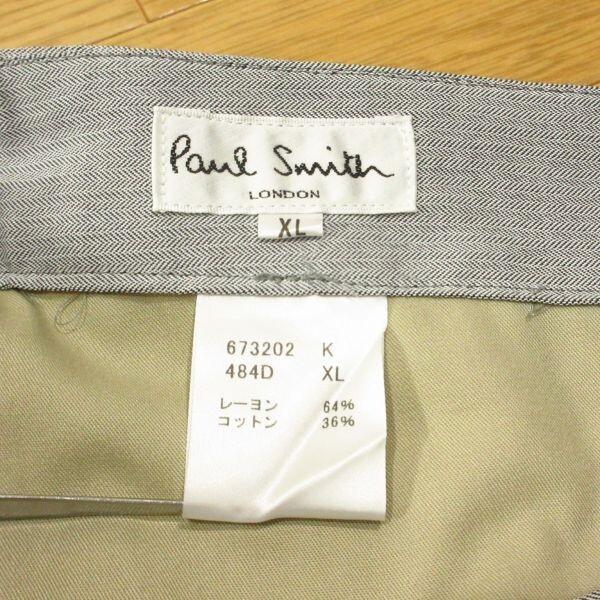 Paul Smith
LONDON
XL
673202 K
484D XL
レーヨン 64%
コットン 36%